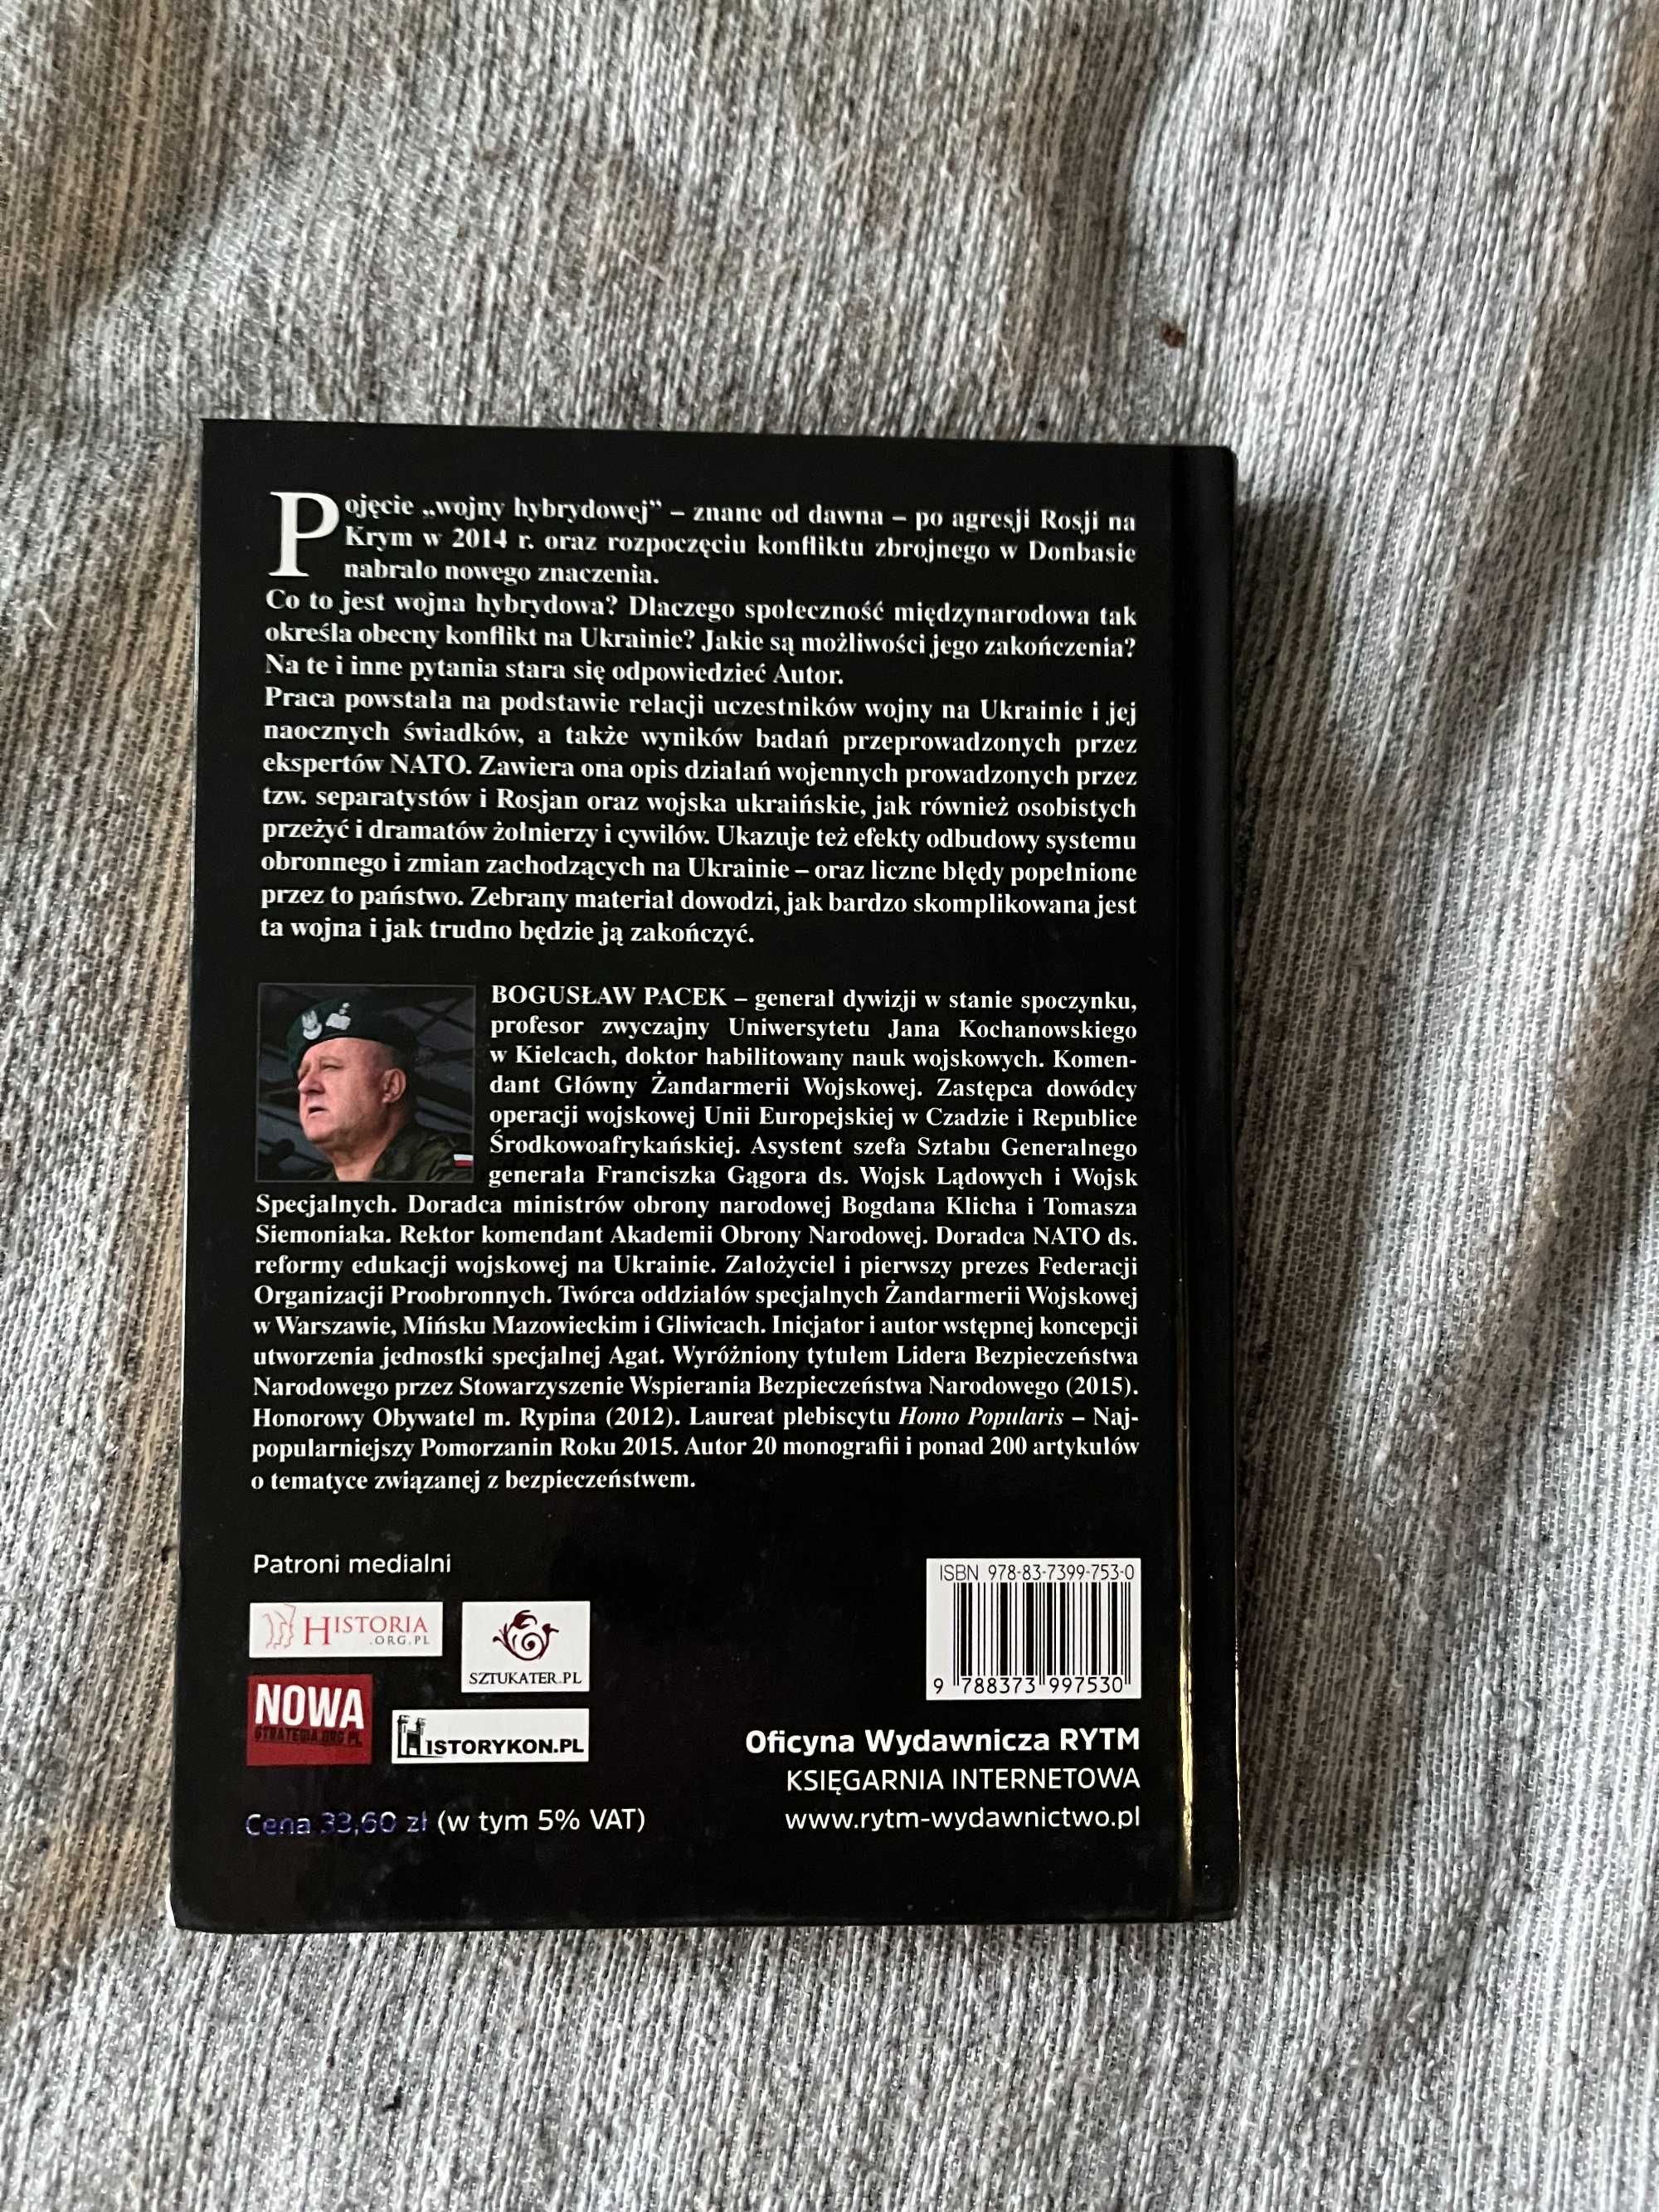 Pojęcie „wojny hybrydowej” – znane od dawna – po agresji Rosji na
Krym w 2014 r. oraz rozpoczęciu konfliktu zbrojnego w Donbasie
nabrało nowego znaczenia.
Co to jest wojna hybrydowa? Dlaczego społeczność międzynarodowa tak
określa obecny konflikt na Ukrainie? Jakie są możliwości jego zakończenia?
Na te i inne pytania stara się odpowiedzieć Autor.
Praca powstała na podstawie relacji uczestników wojny na Ukrainie i jej
naocznych świadków, a także wyników badań przeprowadzonych przez
ekspertów NATO. Zawiera ona opis działań wojennych prowadzonych przez
tzw. separatystów i Rosjan oraz wojska ukraińskie, jak również osobistych
przeżyć i dramatów żołnierzy i cywilów. Ukazuje też efekty odbudowy systemu
obronnego i zmian zachodzących na Ukrainie – oraz liczne błędy popełnione
przez to państwo. Zebrany materiał dowodzi, jak bardzo skomplikowana jest
ta wojna i jak trudno będzie ją zakończyć.
BOGUSŁAW PACEK – generał dywizji w stanie spoczynku,
profesor zwyczajny Uniwersytetu Jana Kochanowskiego
w Kielcach, doktor habilitowany nauk wojskowych. Komen-
dant Główny Żandarmerii Wojskowej. Zastępca dowódcy
operacji wojskowej Unii Europejskiej w Czadzie i Republice
Środkowoafrykańskiej. Asystent szefa Sztabu Generalnego
generała Franciszka Gągora ds. Wojsk Lądowych i Wojsk
Specjalnych. Doradca ministrów obrony narodowej Bogdana Klicha i Tomasza
Siemoniaka. Rektor komendant Akademii Obrony Narodowej. Doradca NATO ds.
reformy edukacji wojskowej na Ukrainie. Założyciel i pierwszy prezes Federacji
Organizacji Proobronnych. Twórca oddziałów specjalnych Żandarmerii Wojskowej
w Warszawie, Mińsku Mazowieckim i Gliwicach. Inicjator i autor wstępnej koncepcji
utworzenia jednostki specjalnej Agat. Wyróżniony tytułem Lidera Bezpieczeństwa
Narodowego przez Stowarzyszenie Wspierania Bezpieczeństwa Narodowego (2015).
Honorowy Obywatel m. Rypina (2012). Laureat plebiscytu Homo Popularis – Naj-
popularniejszy Pomorzanin Roku 2015. Autor 20 monografii i ponad 200 artykułów
o tematyce związanej z bezpieczeństwem.
Patroni medialni
HISTORIA
.ORG.PL
SZTUKATER.PL
NOWA
STRATEGIA.ORG.PL
HISTORYKON.PL
Cena 33,60 zł (w tym 5% VAT)
ISBN 978-83-7399-753-0
9 788373 997530
Oficyna Wydawnicza RYTM
KSIĘGARNIA INTERNETOWA
www.rytm-wydawnictwo.pl